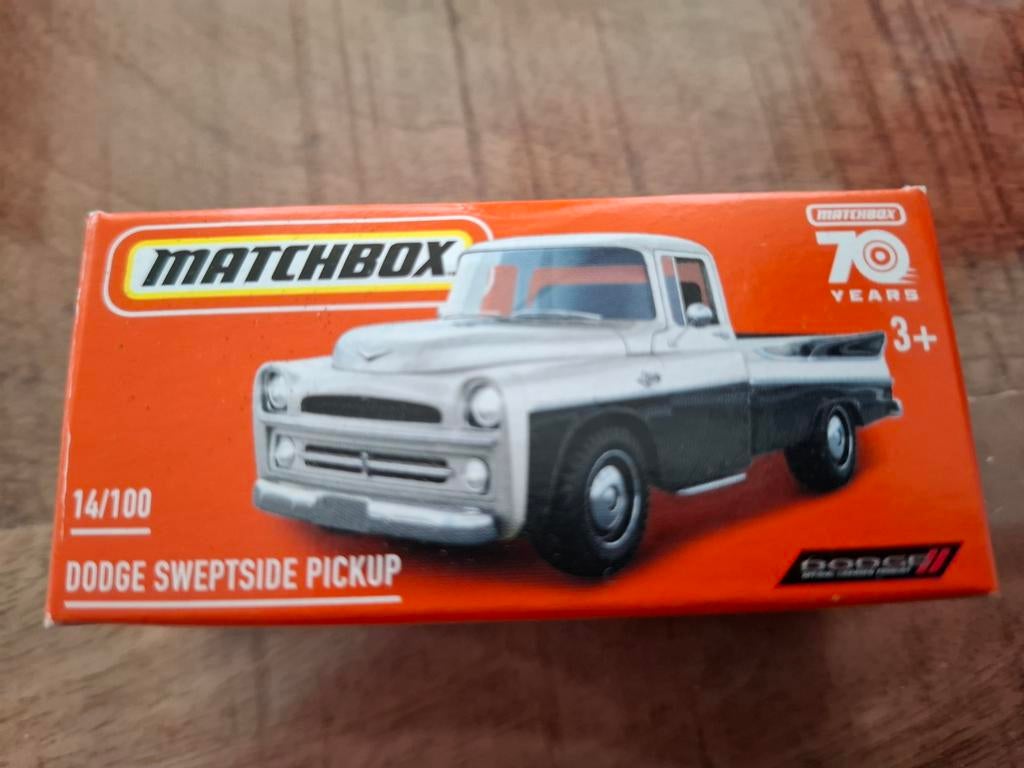 MATCHBOX
MATCHBOX
70
YEARS
3+
14/100
DODGE SWEPTSIDE PICKUP
DODGE